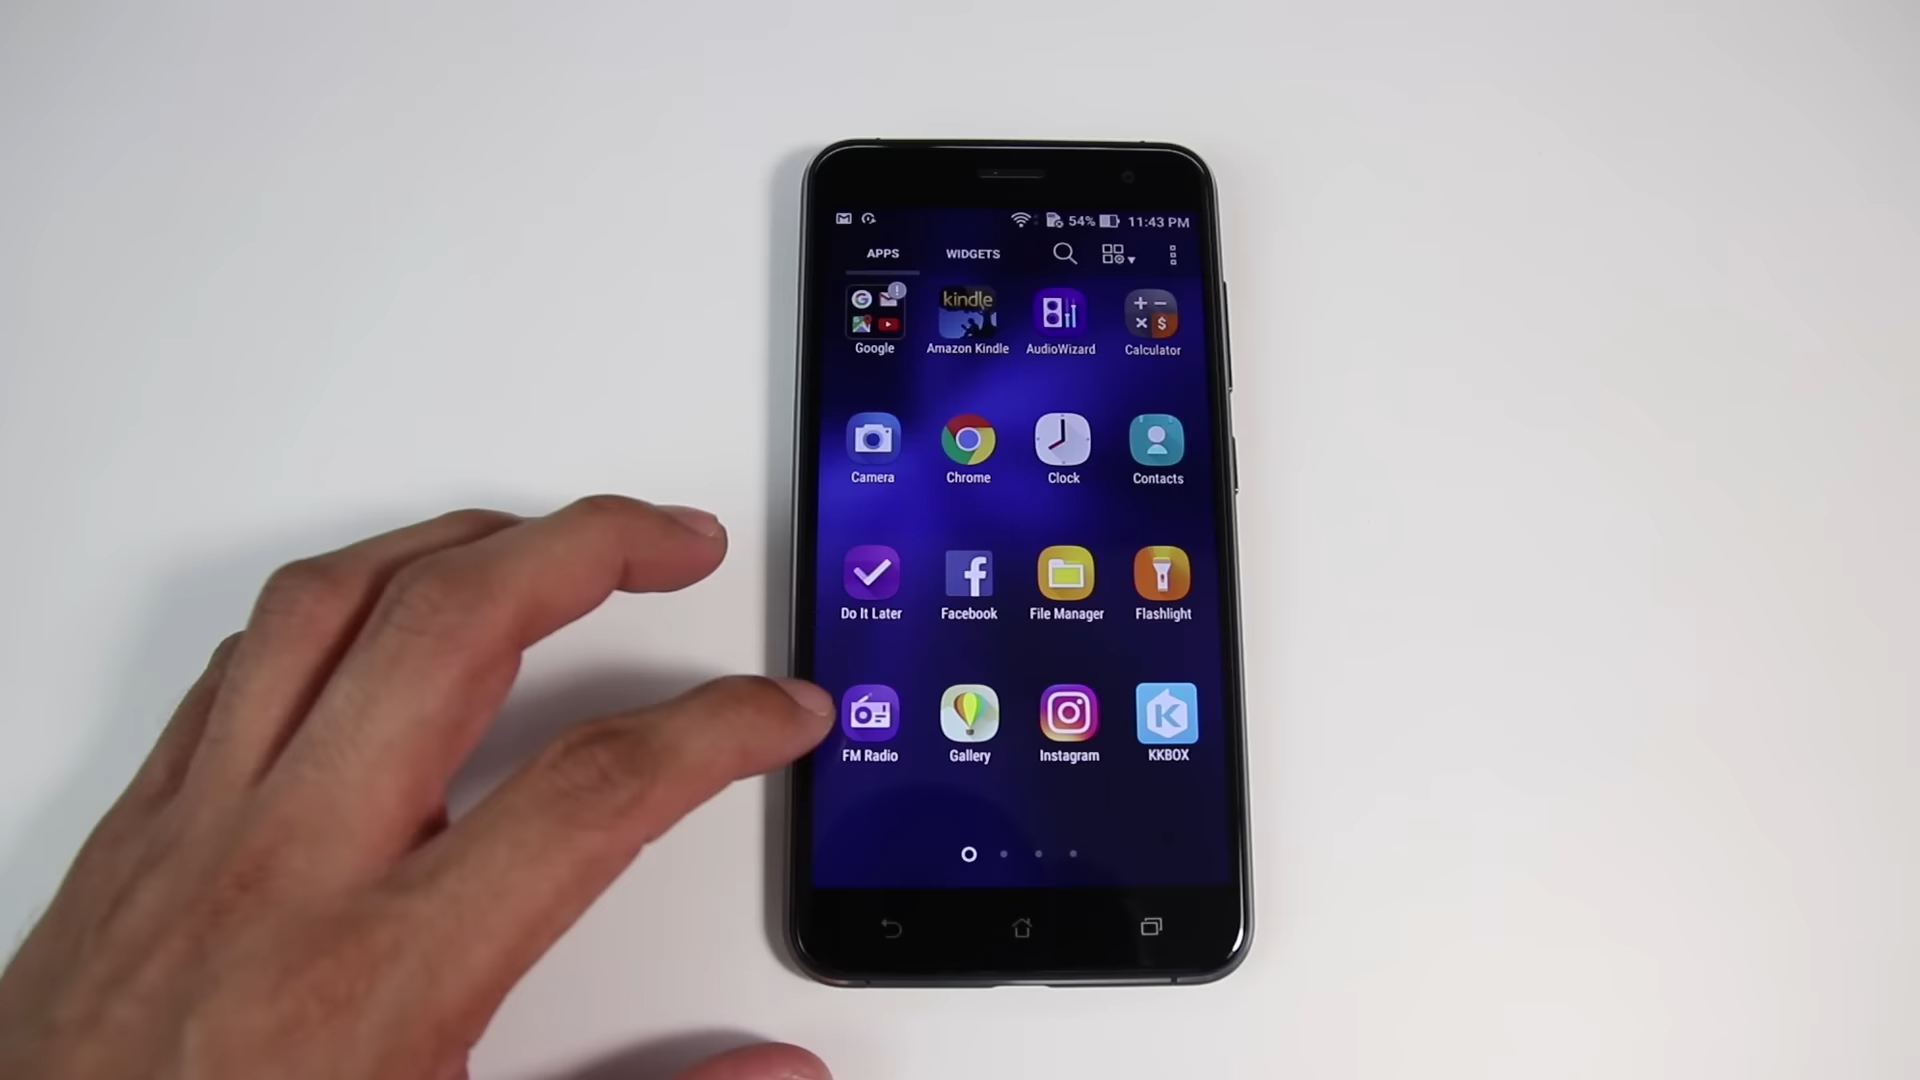 54% 11:43 PM
APPS WIDGETS
kindle
Google Amazon Kindle AudioWizard Calculator
Camera Chrome Clock Contacts
Do It Later Facebook File Manager Flashlight
FM Radio Gallery Instagram KKBOX